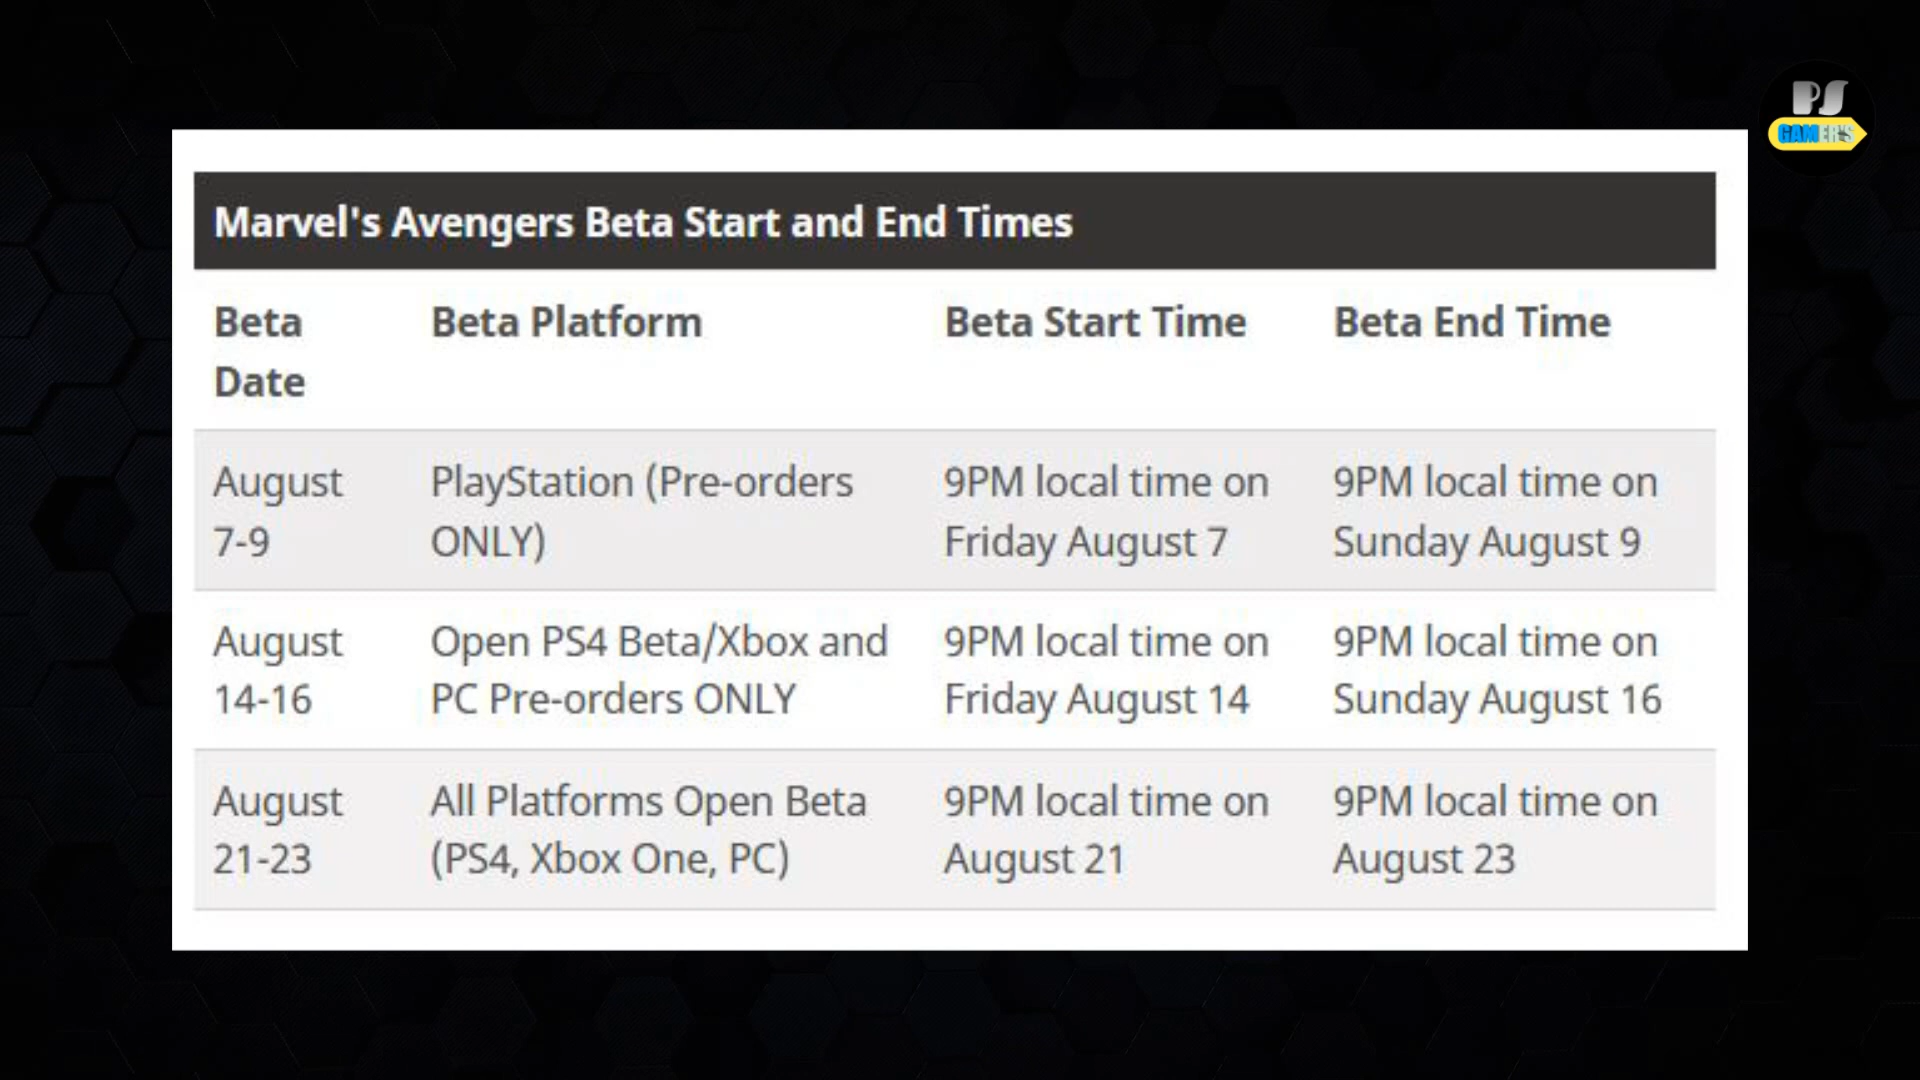 PS
GAMER'S
Marvel's Avengers Beta Start and End Times
Beta Date
Beta Platform
Beta Start Time
Beta End Time
August
7-9
PlayStation (Pre-orders
ONLY)
9PM local time on
Friday August 7
9PM local time on
Sunday August 9
August
14-16
Open PS4 Beta/Xbox and
PC Pre-orders ONLY
9PM local time on
Friday August 14
9PM local time on
Sunday August 16
August
21-23
All Platforms Open Beta
(PS4, Xbox One, PC)
9PM local time on
August 21
9PM local time on
August 23